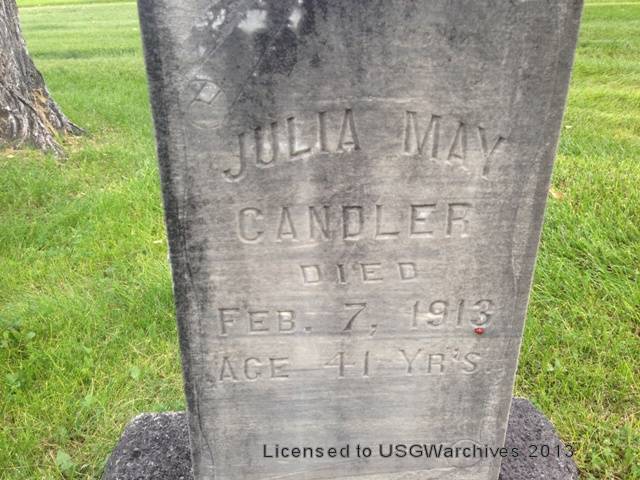 JULIA MAY
CANDLER
DIED
FEB. 7, 1913
AGE 41 YR'S.
Licensed to USGWarchives 2013